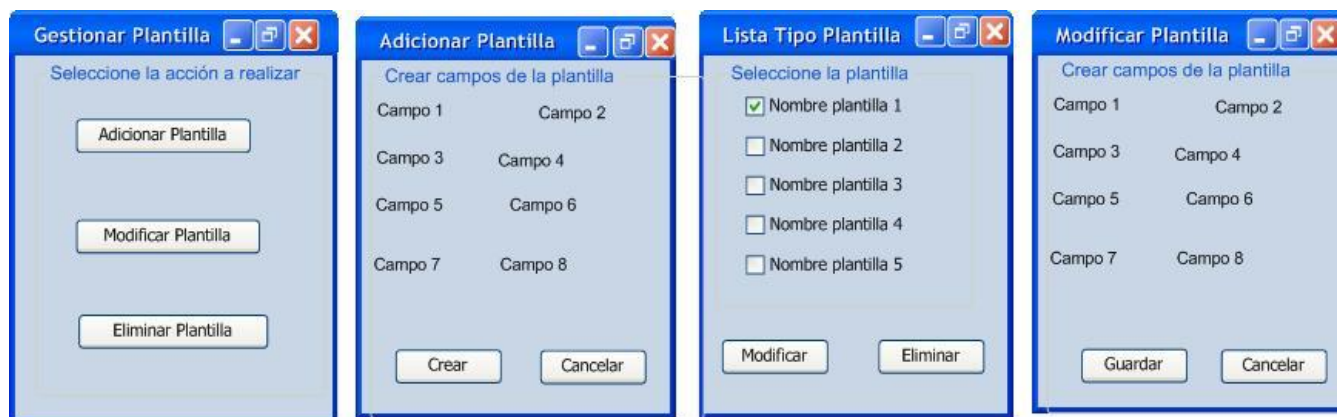 Gestionar Plantilla
Seleccione la acción a realizar
Adicionar Plantilla
Modificar Plantilla
Eliminar Plantilla
Adicionar Plantilla
Crear campos de la plantilla
Campo 1 Campo 2
Campo 3 Campo 4
Campo 5 Campo 6
Campo 7 Campo 8
Crear Cancelar
Lista Tipo Plantilla
Seleccione la plantilla
Nombre plantilla 1
Nombre plantilla 2
Nombre plantilla 3
Nombre plantilla 4
Nombre plantilla 5
Modificar Eliminar
Modificar Plantilla
Crear campos de la plantilla
Campo 1 Campo 2
Campo 3 Campo 4
Campo 5 Campo 6
Campo 7 Campo 8
Guardar Cancelar